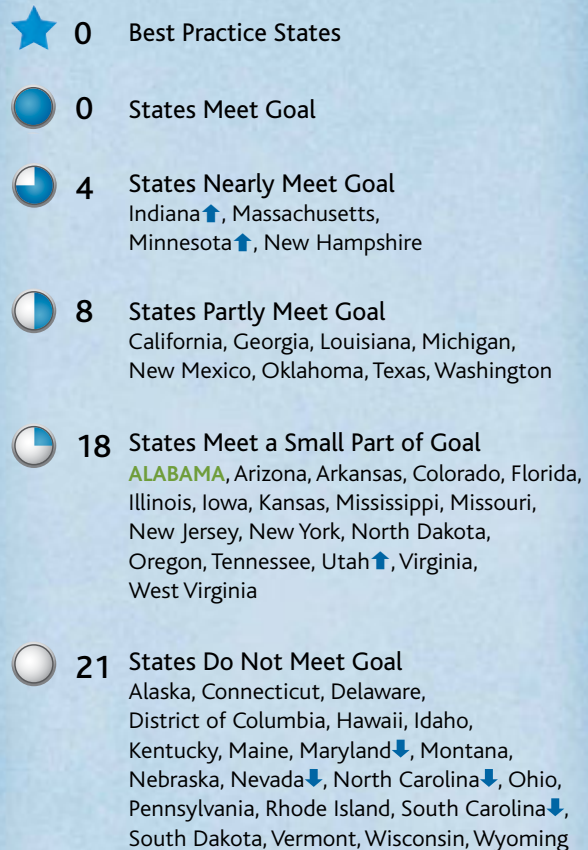 0 Best Practice States
0 States Meet Goal
4 States Nearly Meet Goal
Indiana⬆, Massachusetts,
Minnesota⬆, New Hampshire
8 States Partly Meet Goal
California, Georgia, Louisiana, Michigan,
New Mexico, Oklahoma, Texas, Washington
18 States Meet a Small Part of Goal
ALABAMA, Arizona, Arkansas, Colorado, Florida,
Illinois, Iowa, Kansas, Mississippi, Missouri,
New Jersey, New York, North Dakota,
Oregon, Tennessee, Utah⬆, Virginia,
West Virginia
21 States Do Not Meet Goal
Alaska, Connecticut, Delaware,
District of Columbia, Hawaii, Idaho,
Kentucky, Maine, Maryland⬇, Montana,
Nebraska, Nevada⬇, North Carolina⬇, Ohio,
Pennsylvania, Rhode Island, South Carolina⬇,
South Dakota, Vermont, Wisconsin, Wyoming